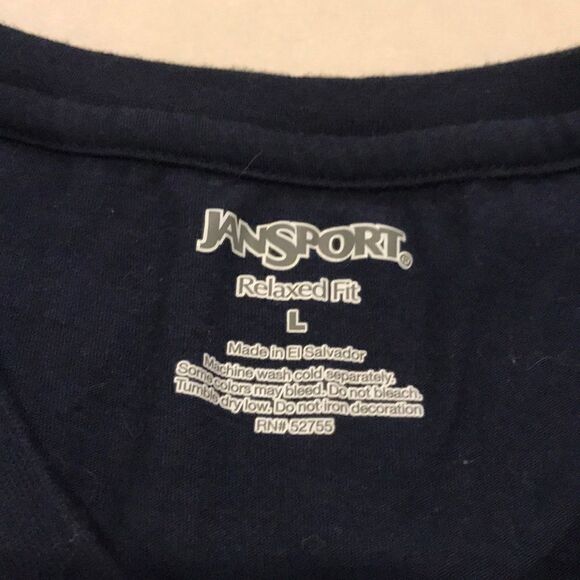 JANSPORT®
Relaxed Fit
L
Made in El Salvador
Machine wash cold separately.
Some colors may bleed. Do not bleach.
Tumble dry low. Do not iron decoration
RN# 52755